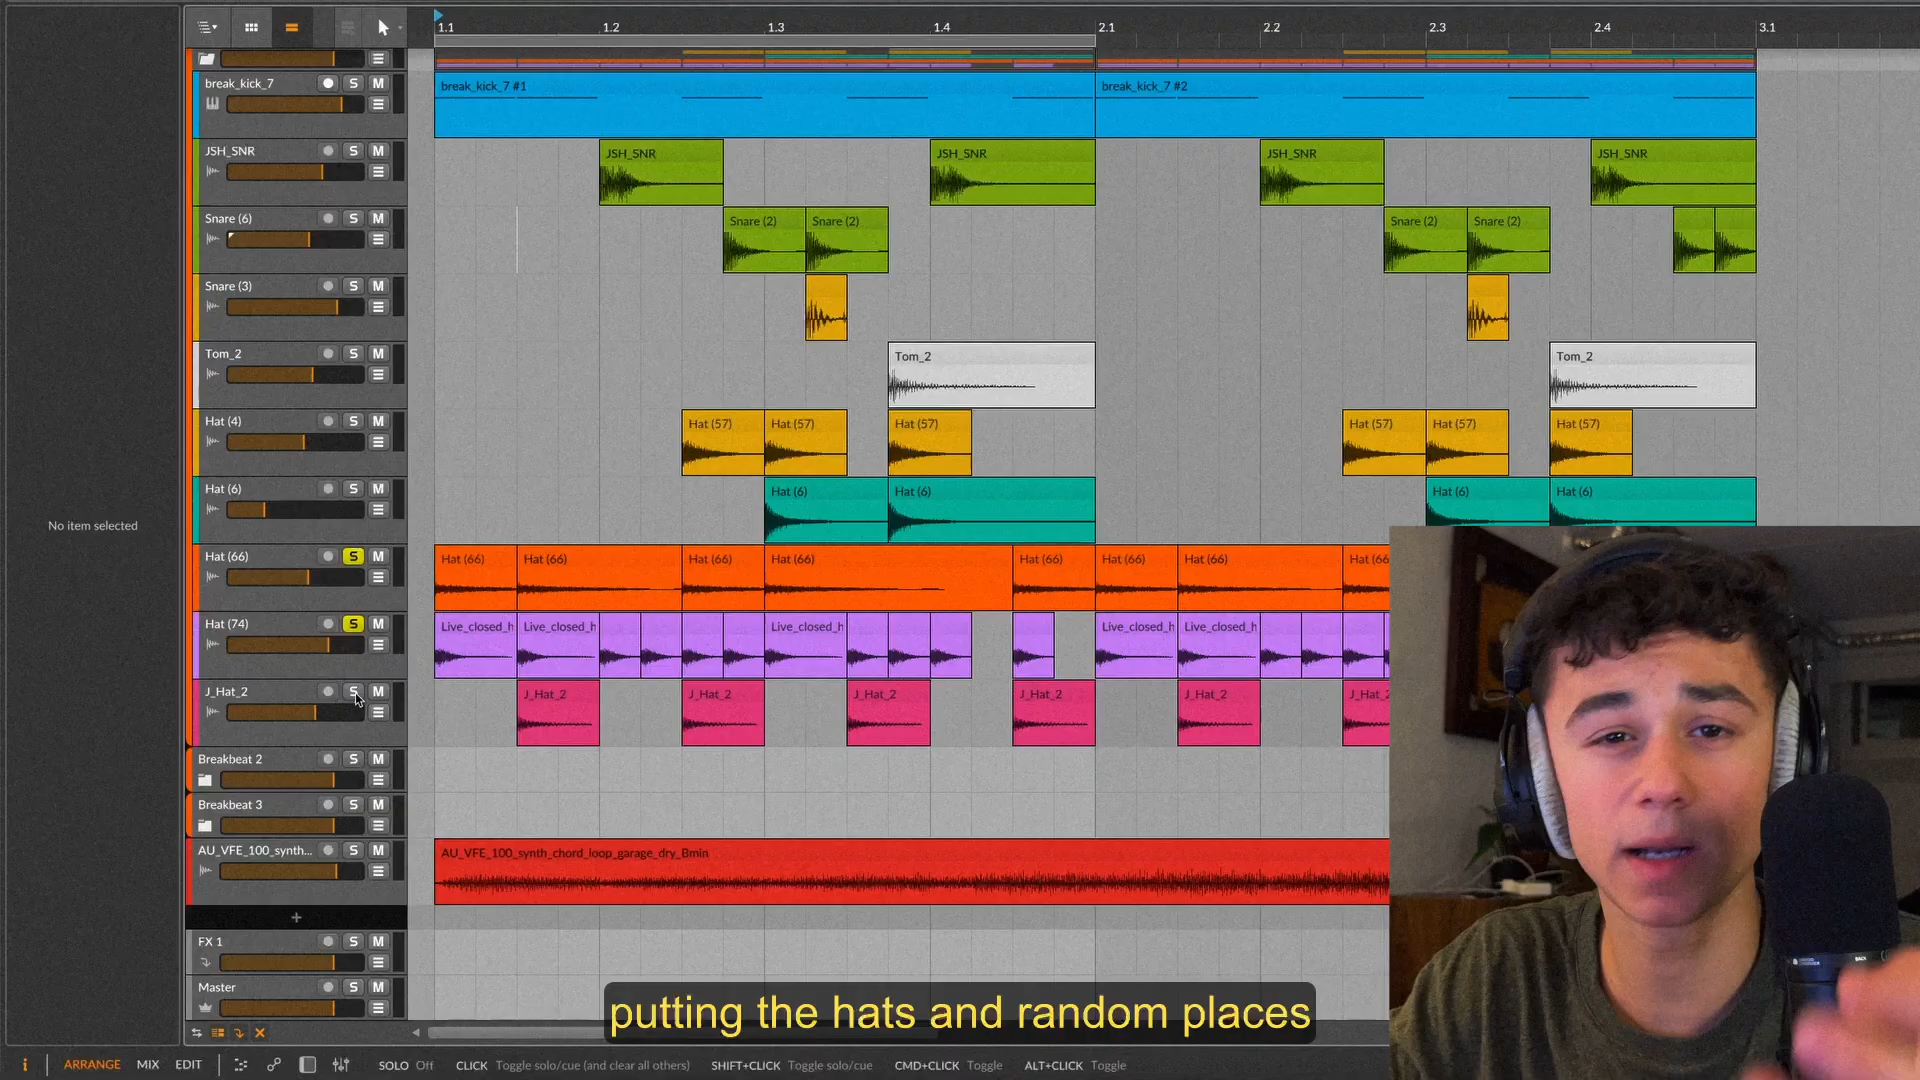 1.1 1.2 1.3 1.4 2.1 2.2 2.3 2.4 3.1
break_kick_7 S M
break_kick_7 #1 break_kick_7 #2
JSH_SNR S M
JSH_SNR JSH_SNR JSH_SNR JSH_SNR
Snare (6) S M
Snare (2) Snare (2) Snare (2) Snare (2)
Snare (3) S M
Tom_2 S M
Tom_2 Tom_2
Hat (4) S M
Hat (57) Hat (57) Hat (57) Hat (57) Hat (57) Hat (57)
Hat (6) S M
Hat (6) Hat (6) Hat (6) Hat (6)
No item selected
Hat (66) S M
Hat (66) Hat (66) Hat (66) Hat (66) Hat (66) Hat (66) Hat (66) Hat (66
Hat (74) S M
Live_closed_h Live_closed_h Live_closed_h Live_closed_h Live_closed_h
J_Hat_2 S M
J_Hat_2 J_Hat_2 J_Hat_2 J_Hat_2 J_Hat_2 J_Hat_2
Breakbeat 2 S M
Breakbeat 3 S M
AU_VFE_100_synth... S M
AU_VFE_100_synth_chord_loop_garage_dry_Bmin
+
FX 1 S M
Master S M
putting the hats and random places
i ARRANGE MIX EDIT SOLO Off CLICK Toggle solo/cue (and clear all others) SHIFT+CLICK Toggle solo/cue CMD+CLICK Toggle ALT+CLICK Toggle